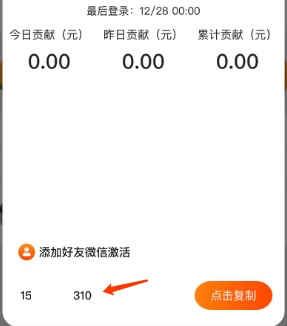 最后登录：12/28 00:00
今日贡献（元） 昨日贡献（元） 累计贡献（元）
0.00 0.00 0.00
添加好友微信激活
15 310 点击复制